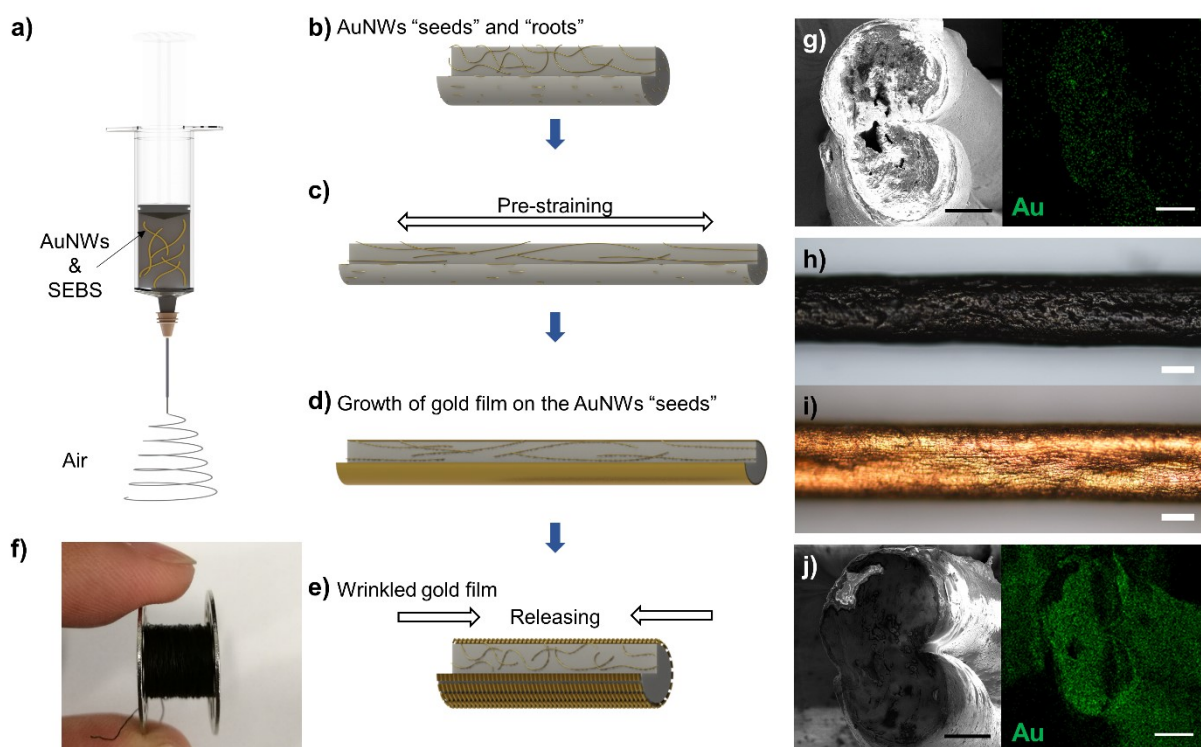 a)
AuNWs
&
SEBS
Air
b) AuNWs “seeds” and “roots”
c)
Pre-straining
d) Growth of gold film on the AuNWs “seeds”
e) Wrinkled gold film
Releasing
f)
g)
Au
h)
i)
j)
Au